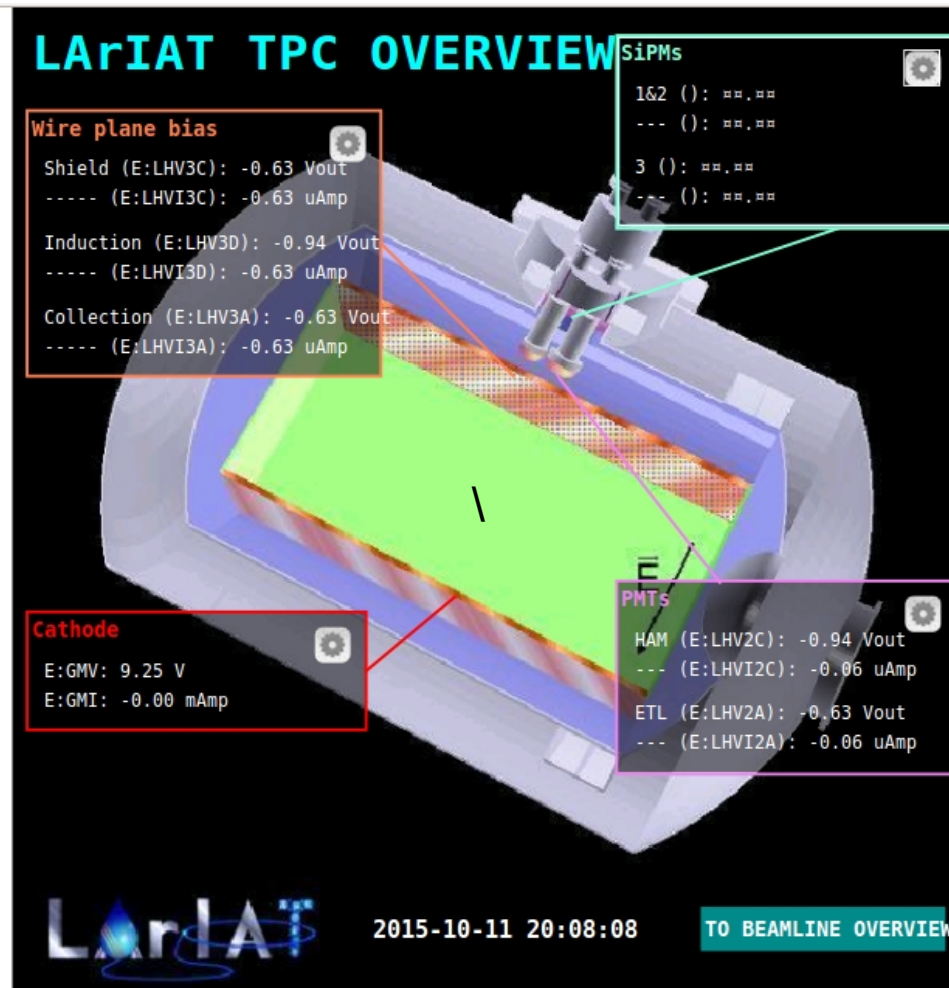 LArIAT TPC OVERVIEW
SiPMs
1&2 (): ¤¤.¤¤
--- (): ¤¤.¤¤
3 (): ¤¤.¤¤
--- (): ¤¤.¤¤
Wire plane bias
Shield (E:LHV3C): -0.63 Vout
----- (E:LHVI3C): -0.63 uAmp
Induction (E:LHV3D): -0.94 Vout
----- (E:LHVI3D): -0.63 uAmp
Collection (E:LHV3A): -0.63 Vout
----- (E:LHVI3A): -0.63 uAmp
\
Cathode
E:GMV: 9.25 V
E:GMI: -0.00 mAmp
PMTs
HAM (E:LHV2C): -0.94 Vout
--- (E:LHVI2C): -0.06 uAmp
ETL (E:LHV2A): -0.63 Vout
--- (E:LHVI2A): -0.06 uAmp
LArIAT
2015-10-11 20:08:08
TO BEAMLINE OVERVIEW